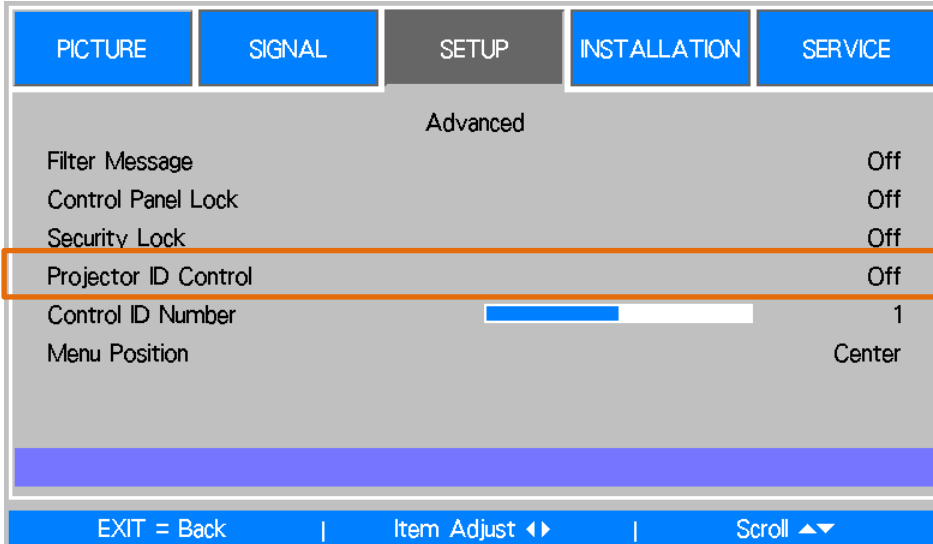 PICTURE SIGNAL SETUP INSTALLATION SERVICE
Advanced
Filter Message Off
Control Panel Lock Off
Security Lock Off
Projector ID Control Off
Control ID Number 1
Menu Position Center
EXIT = Back | Item Adjust ◂▸ | Scroll ▴▾